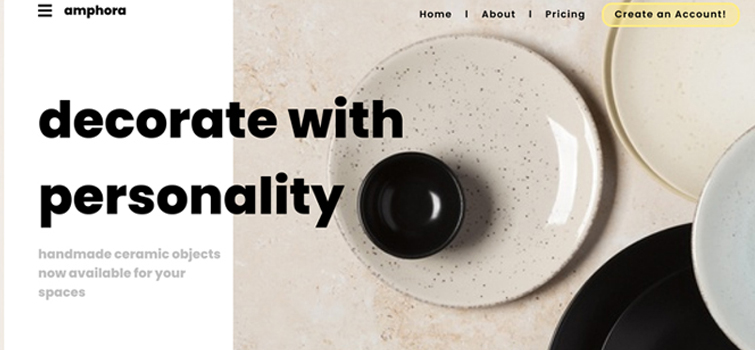 amphora
Home | About | Pricing
Create an Account!
decorate with
personality
handmade ceramic objects
now available for your
spaces